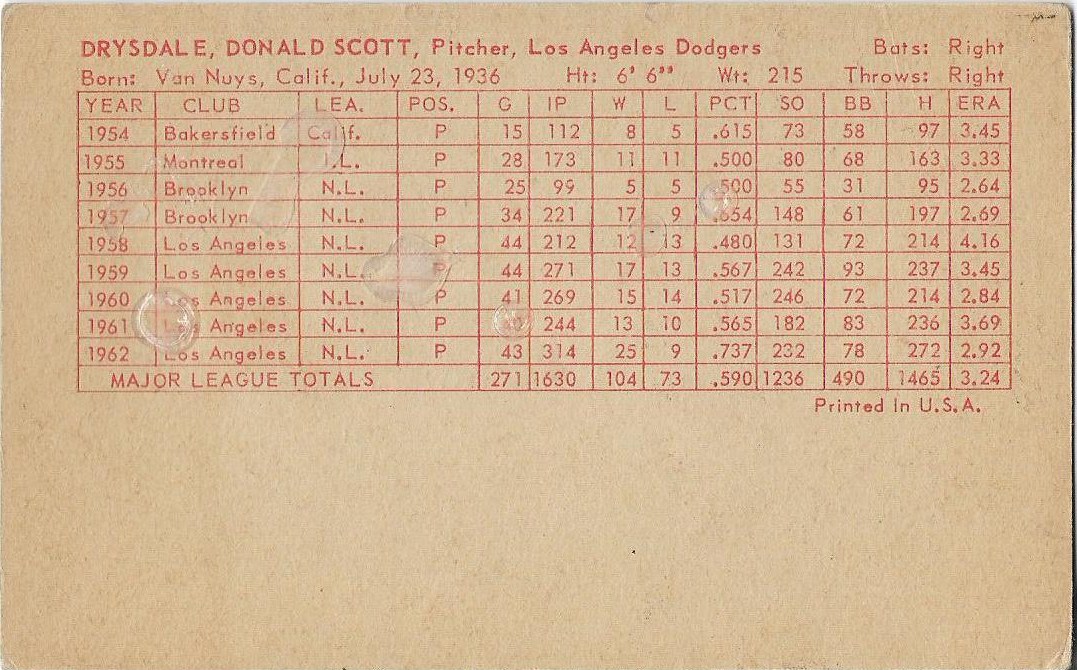 DRYSDALE, DONALD SCOTT, Pitcher, Los Angeles Dodgers Bats: Right
Born: Van Nuys, Calif., July 23, 1936 Ht: 6' 6" Wt: 215 Throws: Right
YEAR CLUB LEA. POS. G IP W L PCT SO BB H ERA
1954 Bakersfield Calif. P 15 112 8 5 .615 73 58 97 3.45
1955 Montreal I.L. P 28 173 11 11 .500 80 68 163 3.33
1956 Brooklyn N.L. P 25 99 5 5 .500 55 31 95 2.64
1957 Brooklyn N.L. P 34 221 17 9 .654 148 61 197 2.69
1958 Los Angeles N.L. P 44 212 12 13 .480 131 72 214 4.16
1959 Los Angeles N.L. P 44 271 17 13 .567 242 93 237 3.45
1960 Los Angeles N.L. P 41 269 15 14 .517 246 72 214 2.84
1961 Los Angeles N.L. P 40 244 13 10 .565 182 83 236 3.69
1962 Los Angeles N.L. P 43 314 25 9 .737 232 78 272 2.92
MAJOR LEAGUE TOTALS 271 1630 104 73 .590 1236 490 1465 3.24
Printed In U.S.A.